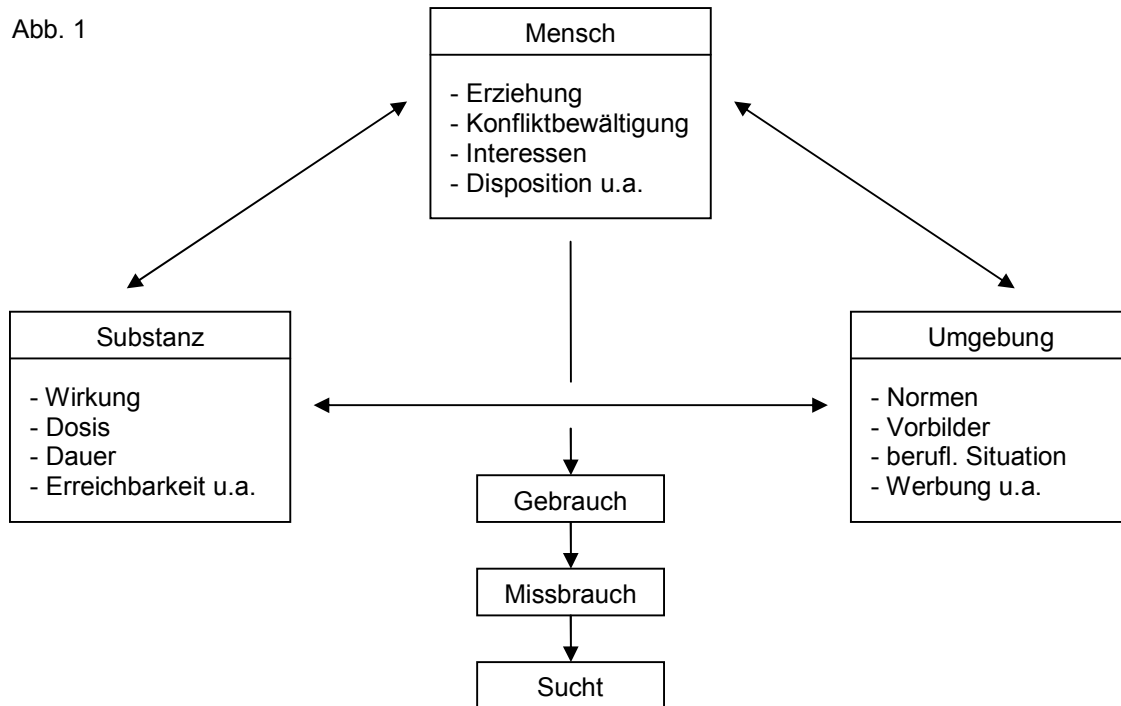 Abb. 1
Mensch
- Erziehung
- Konfliktbewältigung
- Interessen
- Disposition u.a.
Substanz
- Wirkung
- Dosis
- Dauer
- Erreichbarkeit u.a.
Umgebung
- Normen
- Vorbilder
- berufl. Situation
- Werbung u.a.
Gebrauch
Missbrauch
Sucht